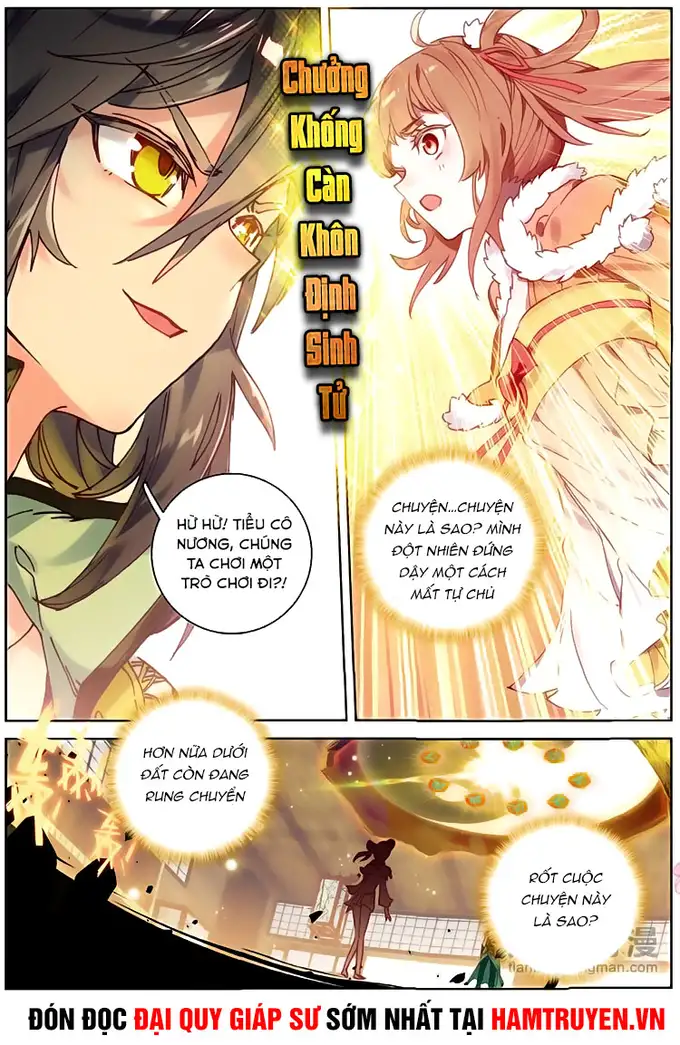 Chưởng
Khống
Càn
Khôn
Định
Sinh
Tử
HỪ HỪ! TIỂU CÔ
NƯƠNG, CHÚNG
TA CHƠI MỘT
TRÒ CHƠI ĐI?!
CHUYỆN...CHUYỆN
NÀY LÀ SAO? MÌNH
ĐỘT NHIÊN ĐỨNG
DẬY MỘT CÁCH
MẤT TỰ CHỦ
HƠN NỮA DƯỚI
ĐẤT CÒN ĐANG
RUNG CHUYỂN
RỐT CUỘC
CHUYỆN NÀY
LÀ SAO?
ĐÓN ĐỌC ĐẠI QUY GIÁP SƯ SỚM NHẤT TẠI HAMTRUYEN.VN